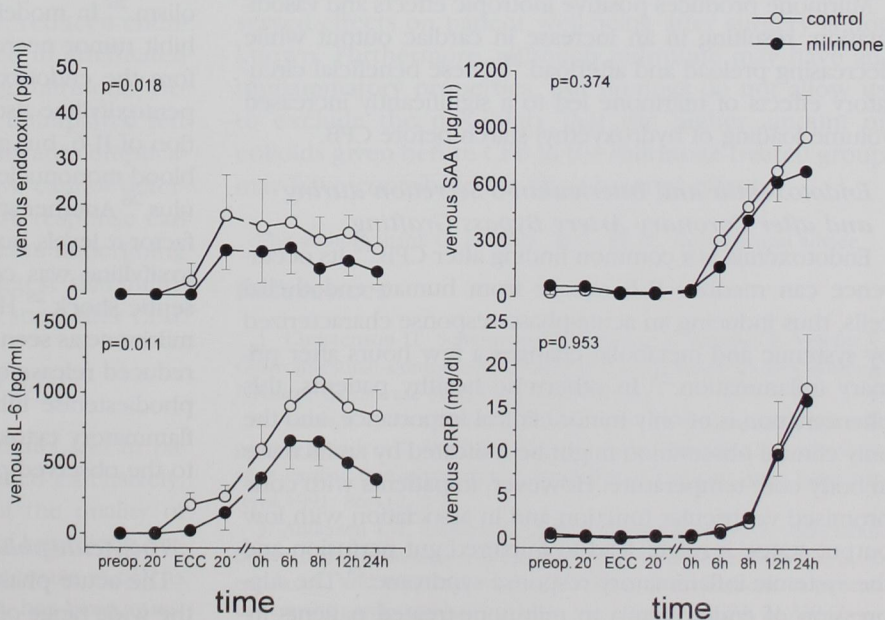 control
milrinone
venous endotoxin (pg/ml)
50
40
30
20
10
0
p=0.018
venous SAA (µg/ml)
1200
900
600
300
0
p=0.374
venous IL-6 (pg/ml)
1500
1000
500
0
p=0.011
preop. 20´ ECC 20´ 0h 6h 8h 12h 24h
time
venous CRP (mg/dl)
25
20
15
10
5
0
p=0.953
preop. 20´ ECC 20´ 0h 6h 8h 12h 24h
time